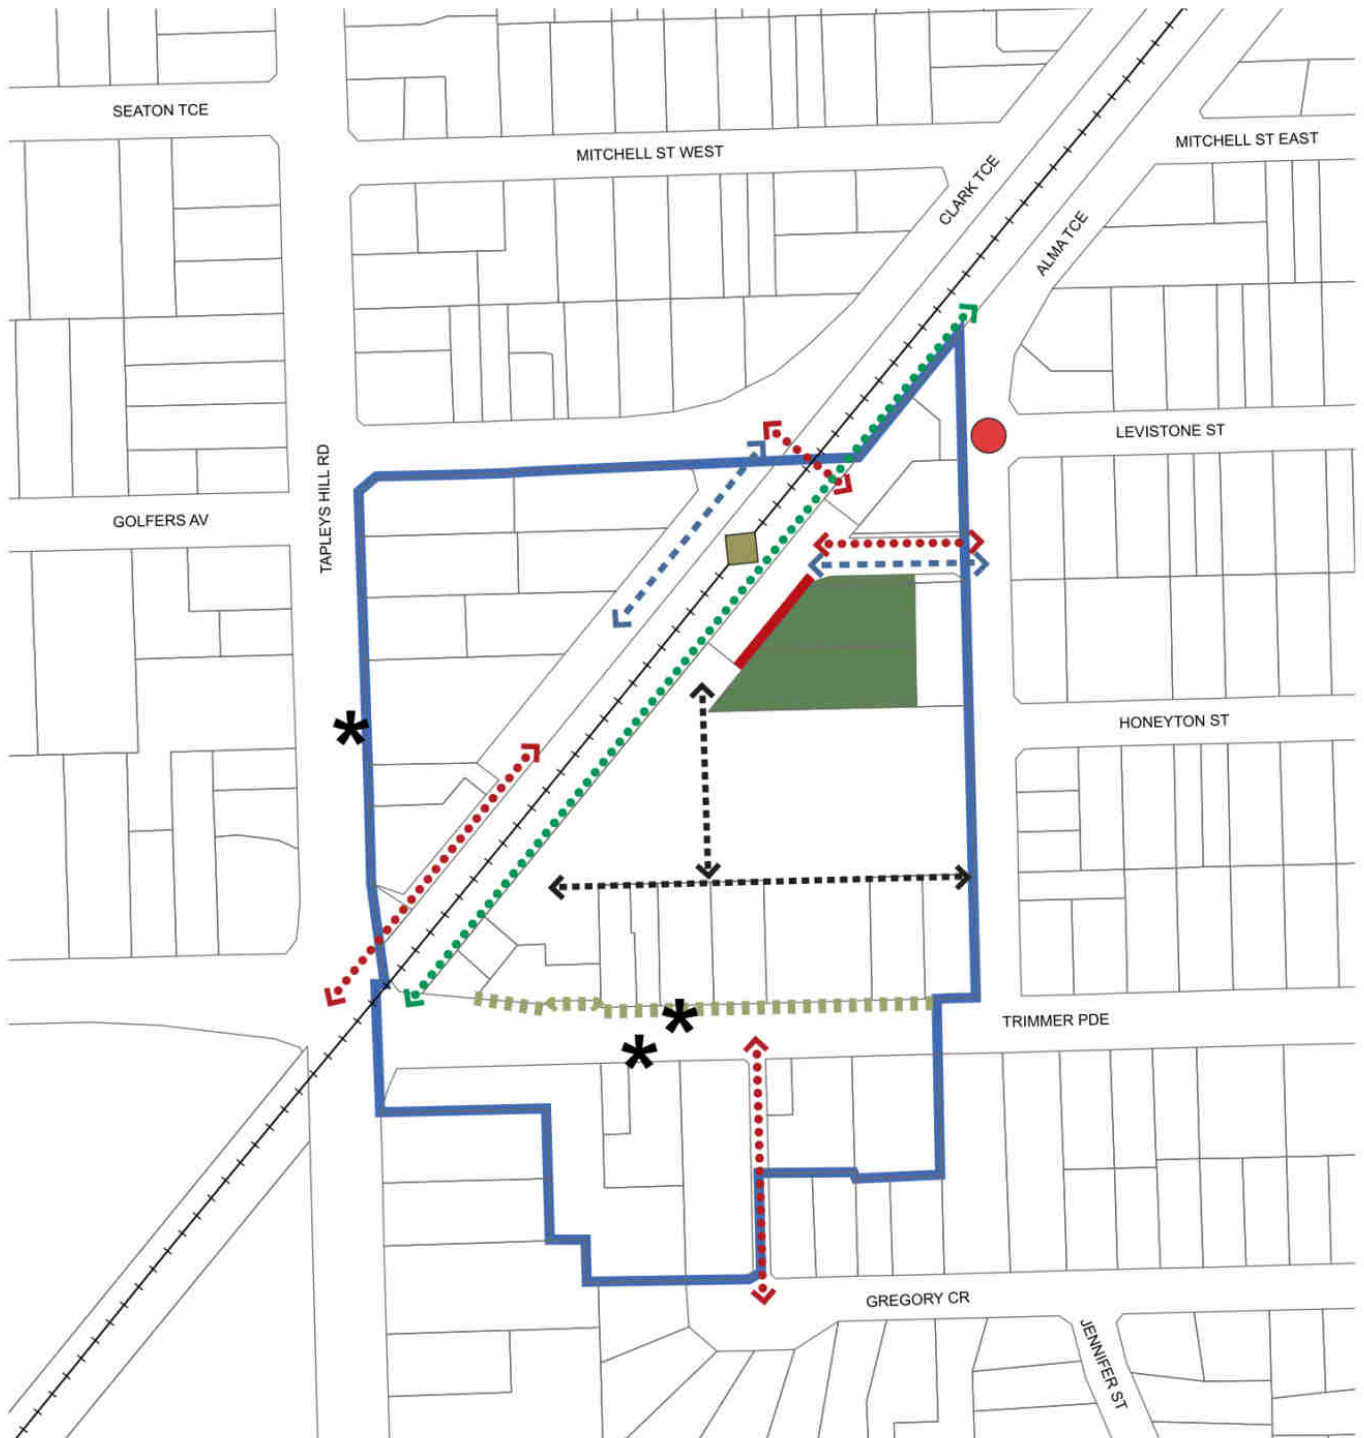 SEATON TCE
MITCHELL ST WEST
MITCHELL ST EAST
CLARK TCE
ALMA TCE
LEVISTONE ST
TAPLEYS HILL RD
GOLFERS AV
HONEYTON ST
TRIMMER PDE
GREGORY CR
JENNIFER ST